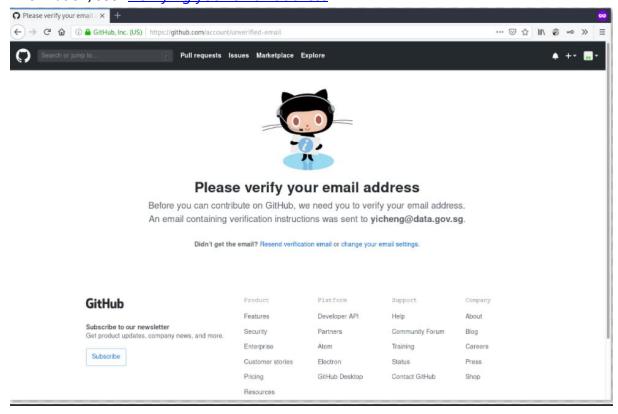 Please verify your email
GitHub, Inc. (US) https://github.com/account/unverified-email
Search or jump to... Pull requests Issues Marketplace Explore
Please verify your email address
Before you can contribute on GitHub, we need you to verify your email address.
An email containing verification instructions was sent to yicheng@data.gov.sg.
Didn't get the email? Resend verification email or change your email settings.
GitHub
Subscribe to our newsletter
Get product updates, company news, and more.
Subscribe
Product
Features
Security
Enterprise
Customer stories
Pricing
Resources
Platform
Developer API
Partners
Atom
Electron
GitHub Desktop
Support
Help
Community Forum
Training
Status
Contact GitHub
Company
About
Blog
Careers
Press
Shop